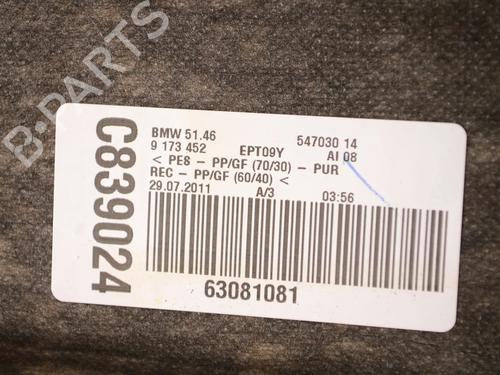 B-PARTS
C839024
BMW 51.46 547030 14
9 173 452 EPT09Y AI 08
< PES - PP/GF (70/30) - PUR
REC - PP/GF (60/40) <
29.07.2011 A/3 03:56
63081081